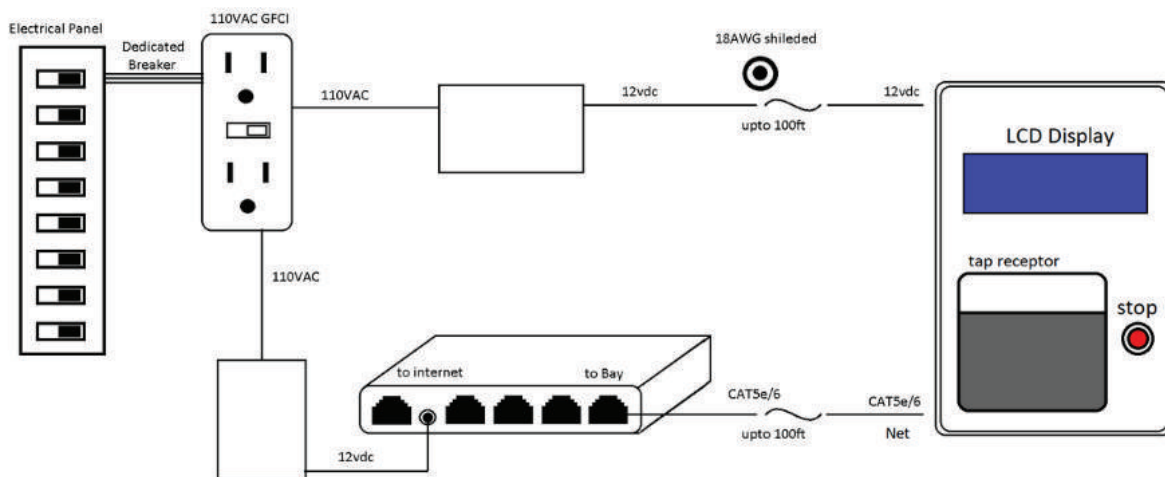 Electrical Panel
Dedicated
Breaker
110VAC GFCI
110VAC
12vdc
18AWG shileded
upto 100ft
12vdc
LCD Display
tap receptor
stop
110VAC
to internet
to Bay
12vdc
CAT5e/6
upto 100ft
CAT5e/6
Net